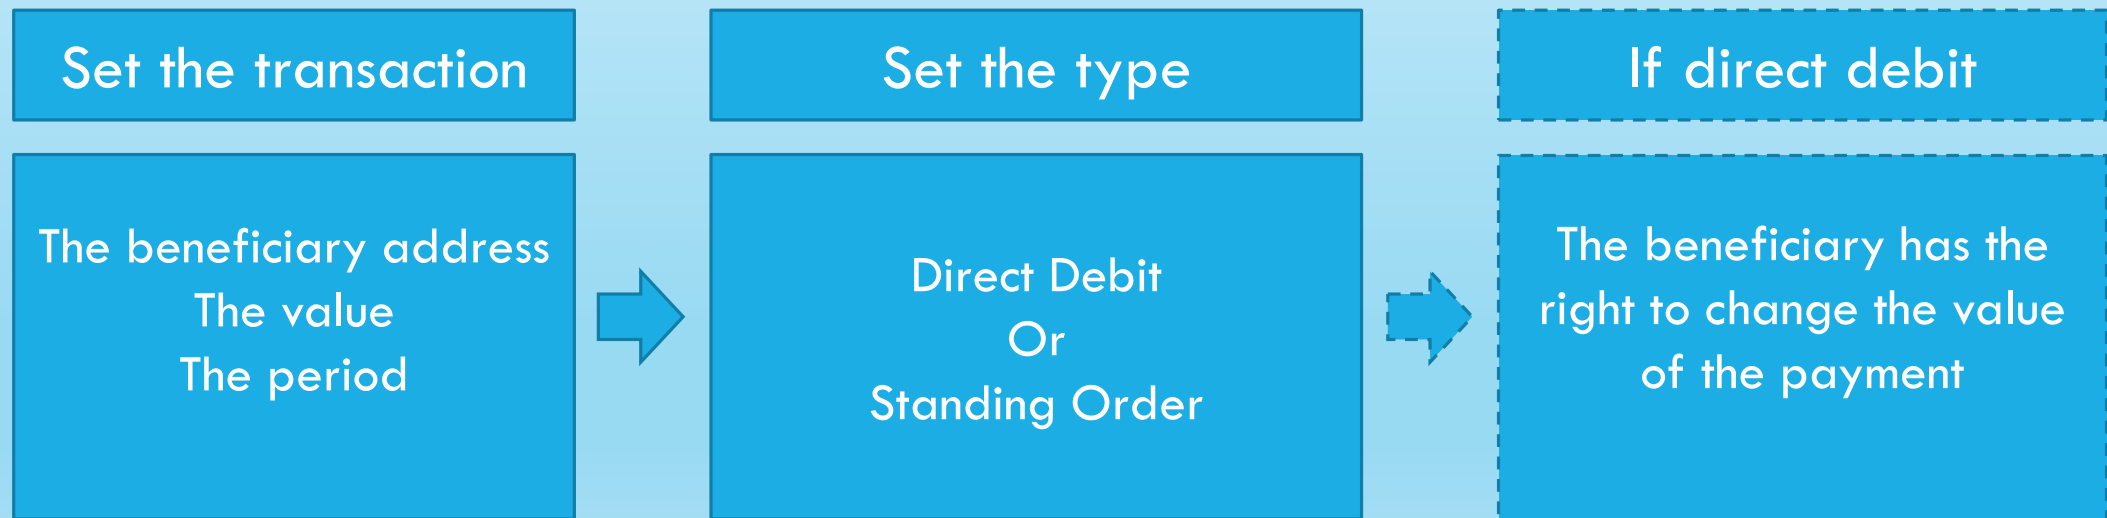 Set the transaction
The beneficiary address
The value
The period
Set the type
Direct Debit
Or
Standing Order
If direct debit
The beneficiary has the
right to change the value
of the payment